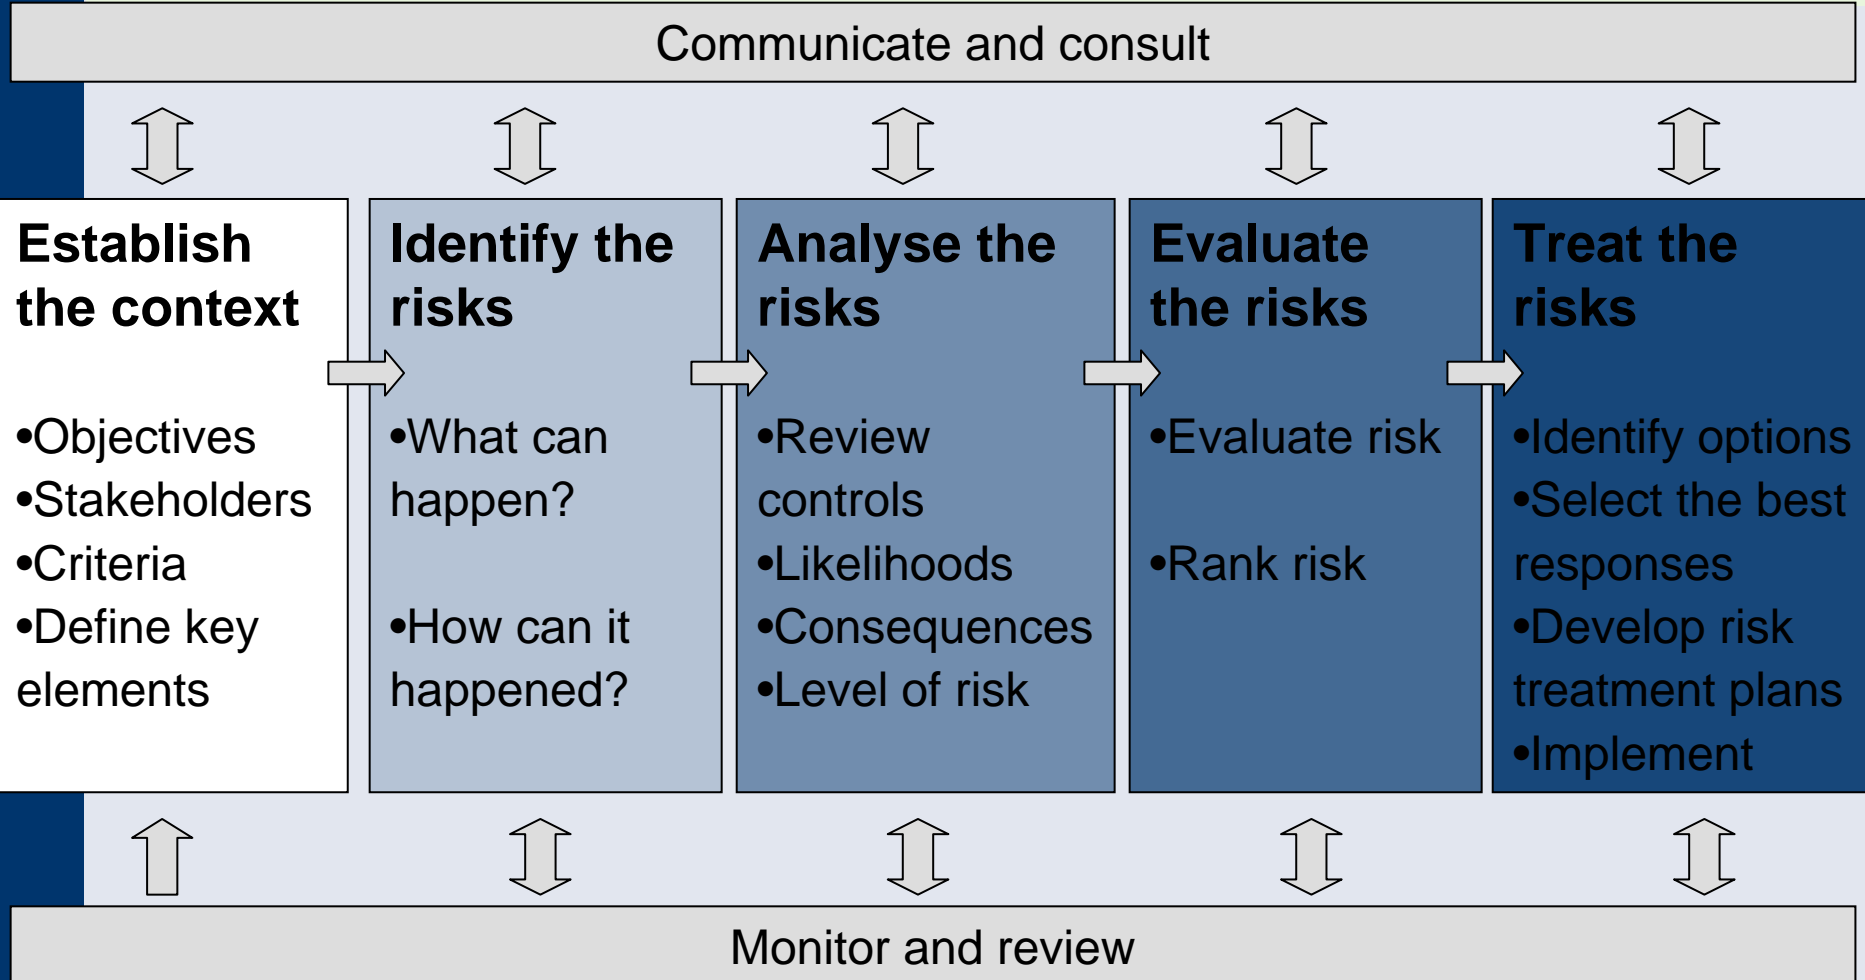 Communicate and consult
Establish
the context
•Objectives
•Stakeholders
•Criteria
•Define key
elements
Identify the
risks
•What can
happen?
•How can it
happened?
Analyse the
risks
•Review
controls
•Likelihoods
•Consequences
•Level of risk
Evaluate
the risks
•Evaluate risk
•Rank risk
Treat the
risks
•Identify options
•Select the best
responses
•Develop risk
treatment plans
•Implement
Monitor and review